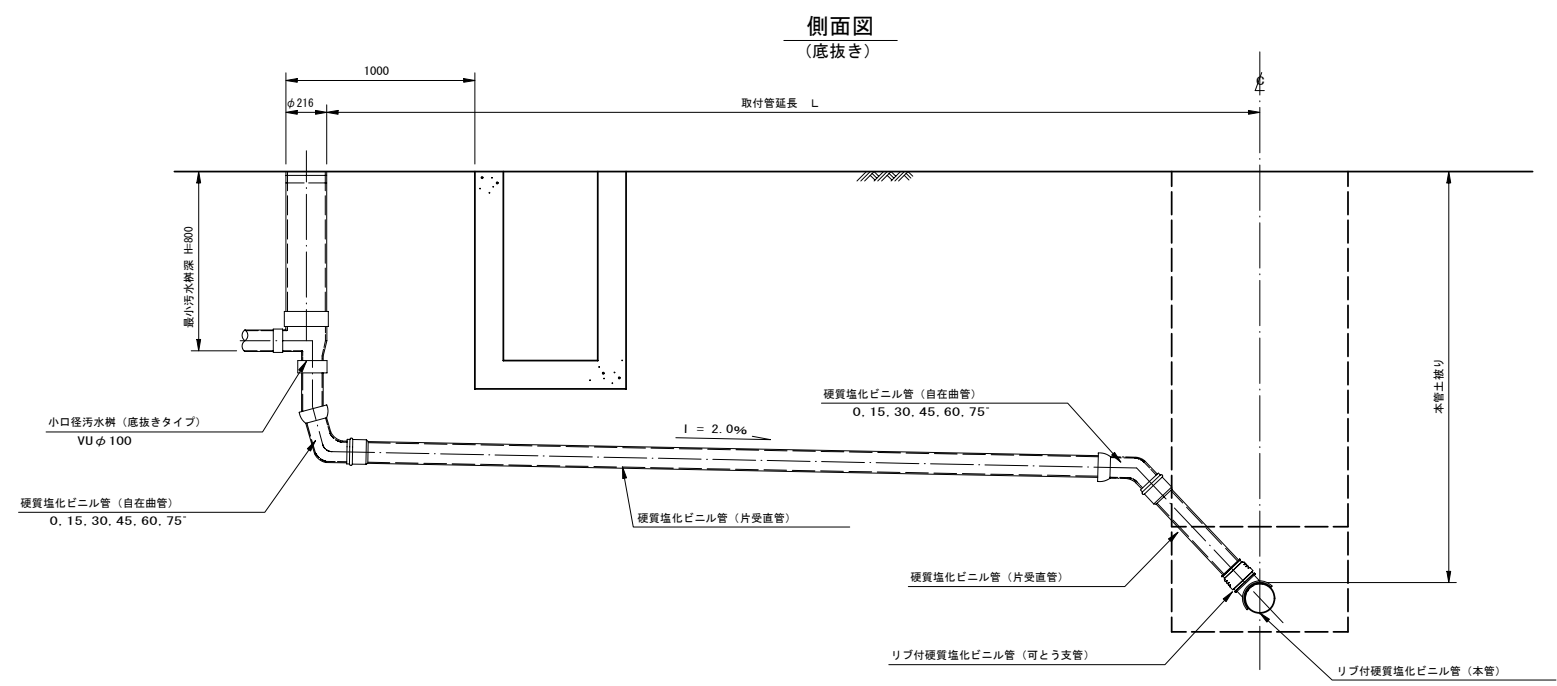 側面図
(底抜き)
1000
φ216
取付管延長 L
最小汚水桝深 H=800
本管土被り
硬質塩化ビニル管 (自在曲管)
0, 15, 30, 45, 60, 75°
小口径汚水桝 (底抜きタイプ)
VUφ100
I = 2.0%
硬質塩化ビニル管 (自在曲管)
0, 15, 30, 45, 60, 75°
硬質塩化ビニル管 (片受直管)
硬質塩化ビニル管 (片受直管)
リブ付硬質塩化ビニル管 (可とう支管)
リブ付硬質塩化ビニル管 (本管)